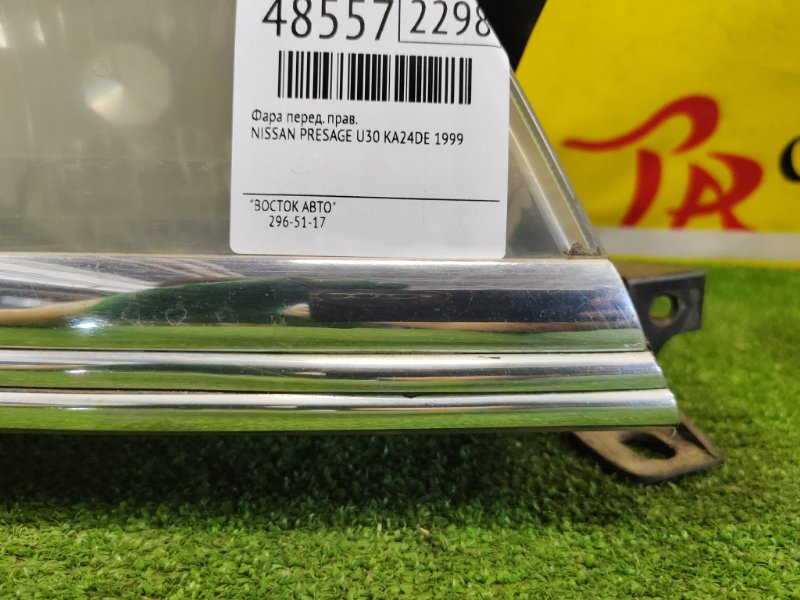 48557 2298
Фара перед. прав.
NISSAN PRESAGE U30 KA24DE 1999
"ВОСТОК АВТО"
296-51-17